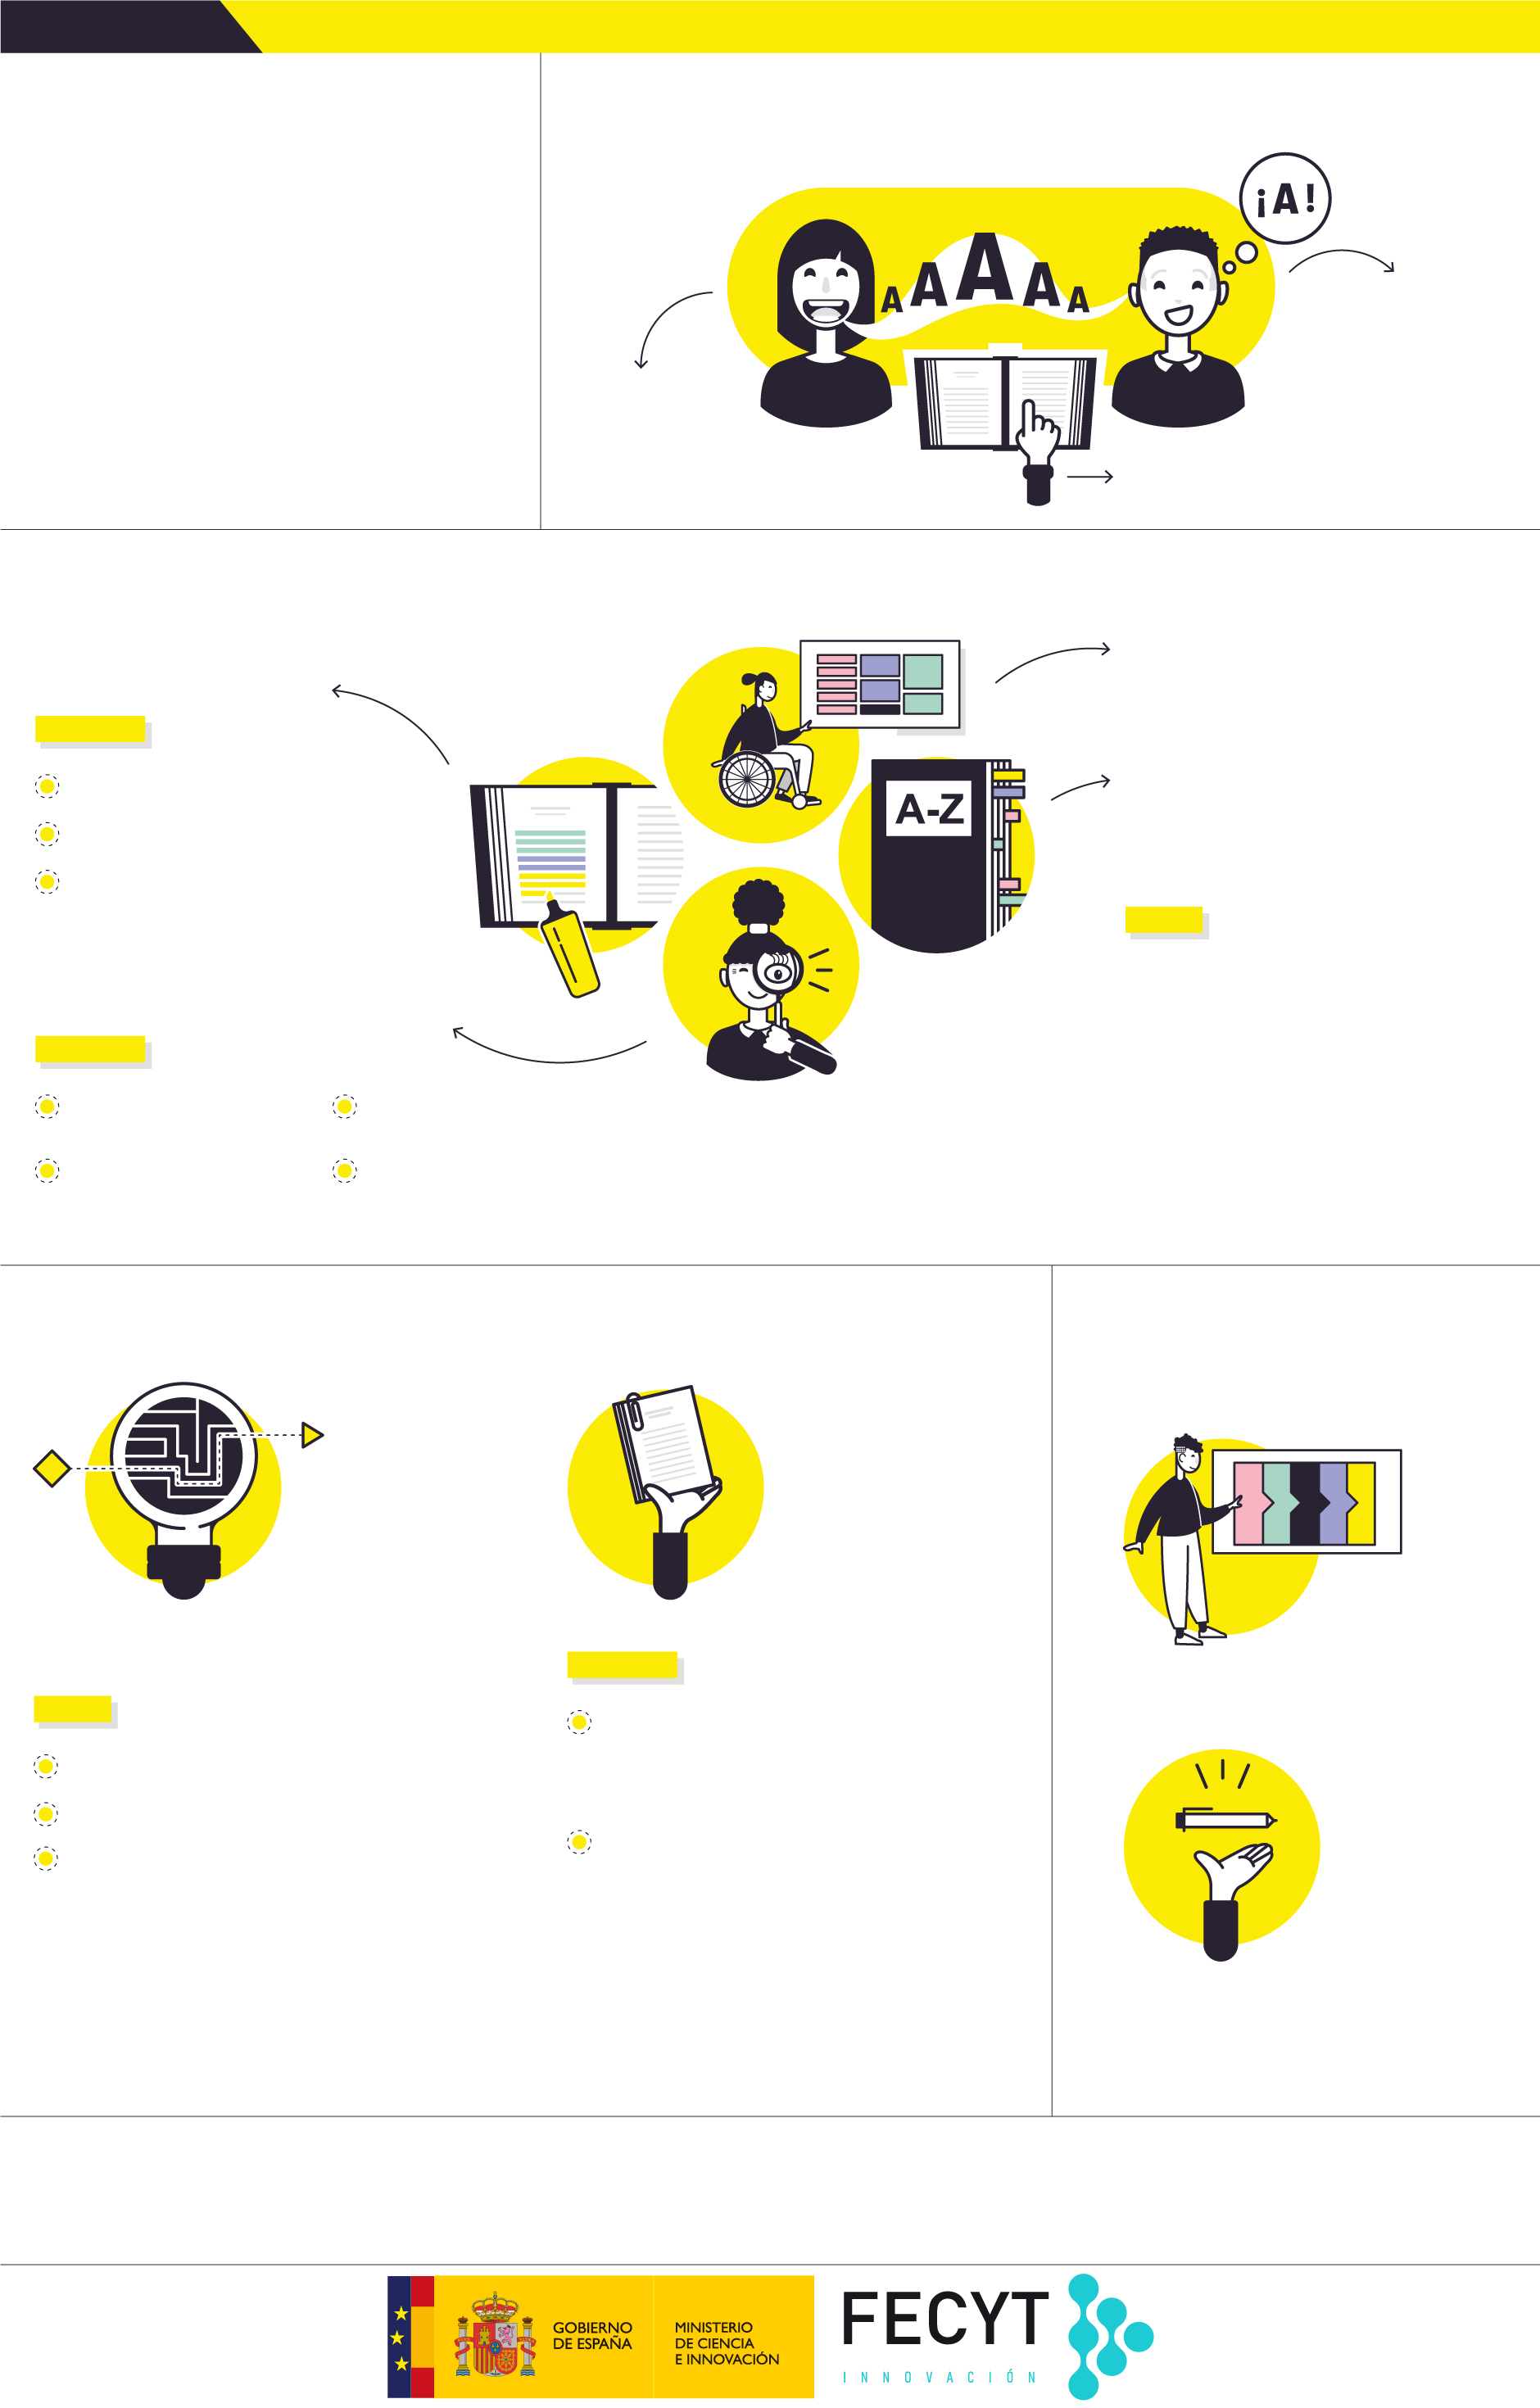 ¡A!
A A A A A
A-Z
GOBIERNO
DE ESPAÑA
MINISTERIO
DE CIENCIA
E INNOVACIÓN
FECYT
INNOVACIÓN